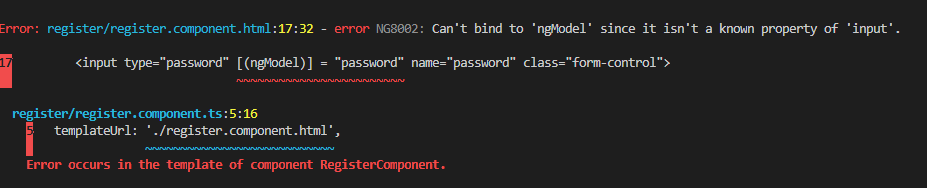 Error: register/register.component.html:17:32 - error NG8002: Can't bind to 'ngModel' since it isn't a known property of 'input'.
17 <input type="password" [(ngModel)] = "password" name="password" class="form-control">
~~~~~~~~~~~~~~~~~~~~~~~~
register/register.component.ts:5:16
5 templateUrl: './register.component.html',
~~~~~~~~~~~~~~~~~~~~~~~~~~~
Error occurs in the template of component RegisterComponent.